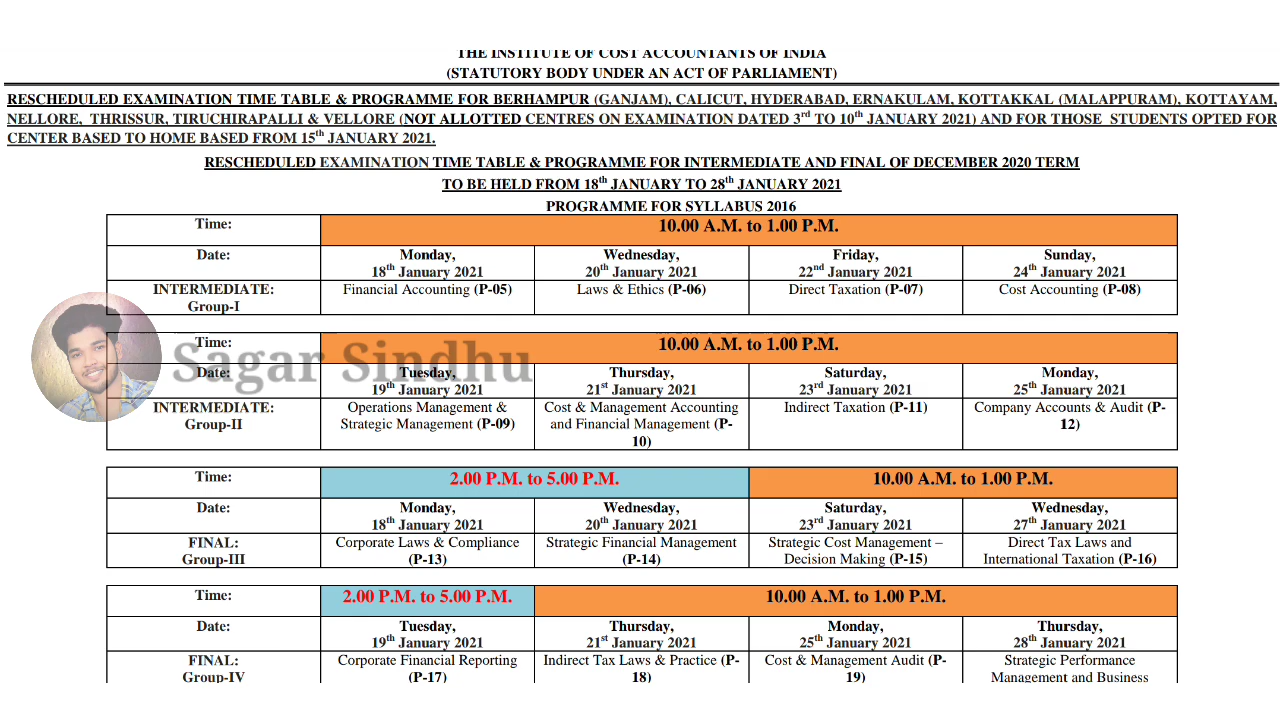 THE INSTITUTE OF COST ACCOUNTANTS OF INDIA
(STATUTORY BODY UNDER AN ACT OF PARLIAMENT)
RESCHEDULED EXAMINATION TIME TABLE & PROGRAMME FOR BERHAMPUR (GANJAM), CALICUT, HYDERABAD, ERNAKULAM, KOTTAKKAL (MALAPPURAM), KOTTAYAM,
NELLORE, THRISSUR, TIRUCHIRAPALLI & VELLORE (NOT ALLOTTED CENTRES ON EXAMINATION DATED 3rd TO 10th JANUARY 2021) AND FOR THOSE STUDENTS OPTED FOR
CENTER BASED TO HOME BASED FROM 15th JANUARY 2021.
RESCHEDULED EXAMINATION TIME TABLE & PROGRAMME FOR INTERMEDIATE AND FINAL OF DECEMBER 2020 TERM
TO BE HELD FROM 18th JANUARY TO 28th JANUARY 2021
PROGRAMME FOR SYLLABUS 2016
Time: 10.00 A.M. to 1.00 P.M.
Date: Monday, Wednesday, Friday, Sunday,
18th January 2021 20th January 2021 22nd January 2021 24th January 2021
INTERMEDIATE: Financial Accounting (P-05) Laws & Ethics (P-06) Direct Taxation (P-07) Cost Accounting (P-08)
Group-I
Time: 10.00 A.M. to 1.00 P.M.
Sagar Sindhu
Date: Tuesday, Thursday, Saturday, Monday,
19th January 2021 21st January 2021 23rd January 2021 25th January 2021
INTERMEDIATE: Operations Management & Cost & Management Accounting Indirect Taxation (P-11) Company Accounts & Audit (P-
Group-II Strategic Management (P-09) and Financial Management (P- 12)
10)
Time: 2.00 P.M. to 5.00 P.M. 10.00 A.M. to 1.00 P.M.
Date: Monday, Wednesday, Saturday, Wednesday,
18th January 2021 20th January 2021 23rd January 2021 27th January 2021
FINAL: Corporate Laws & Compliance Strategic Financial Management Strategic Cost Management – Direct Tax Laws and
Group-III (P-13) (P-14) Decision Making (P-15) International Taxation (P-16)
Time: 2.00 P.M. to 5.00 P.M. 10.00 A.M. to 1.00 P.M.
Date: Tuesday, Thursday, Monday, Thursday,
19th January 2021 21st January 2021 25th January 2021 28th January 2021
FINAL: Corporate Financial Reporting Indirect Tax Laws & Practice (P- Cost & Management Audit (P- Strategic Performance
Group-IV (P-17) 18) 19) Management and Business